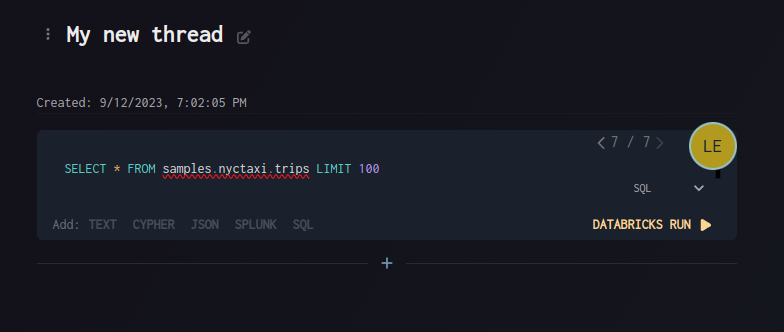 My new thread
Created: 9/12/2023, 7:02:05 PM
7 / 7
LE
SELECT * FROM samples.nyctaxi.trips LIMIT 100
SQL
Add: TEXT CYPHER JSON SPLUNK SQL
DATABRICKS RUN